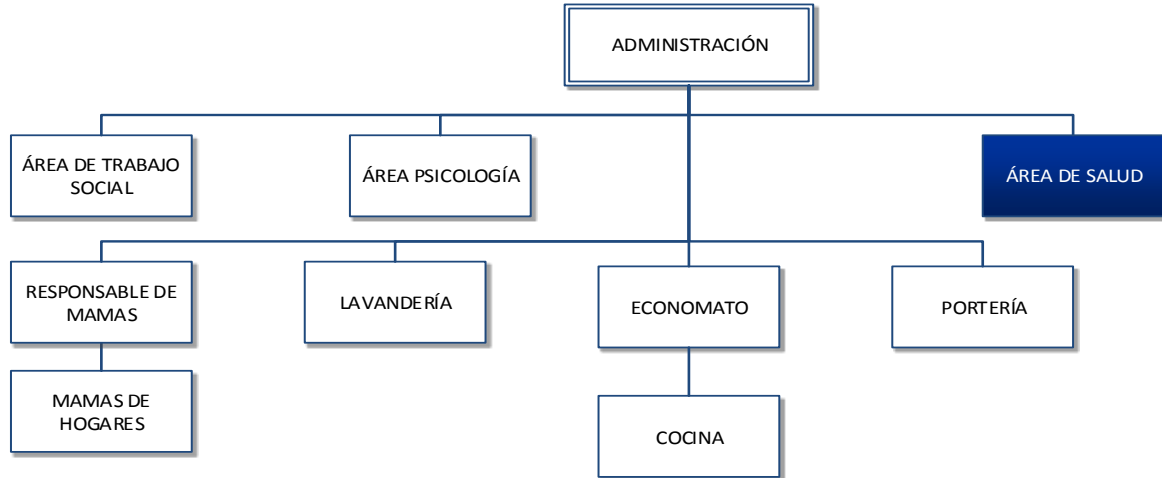 ADMINISTRACIÓN
ÁREA DE TRABAJO
SOCIAL
ÁREA PSICOLOGÍA
ÁREA DE SALUD
RESPONSABLE DE
MAMAS
LAVANDERÍA
ECONOMATO
PORTERÍA
MAMAS DE
HOGARES
COCINA